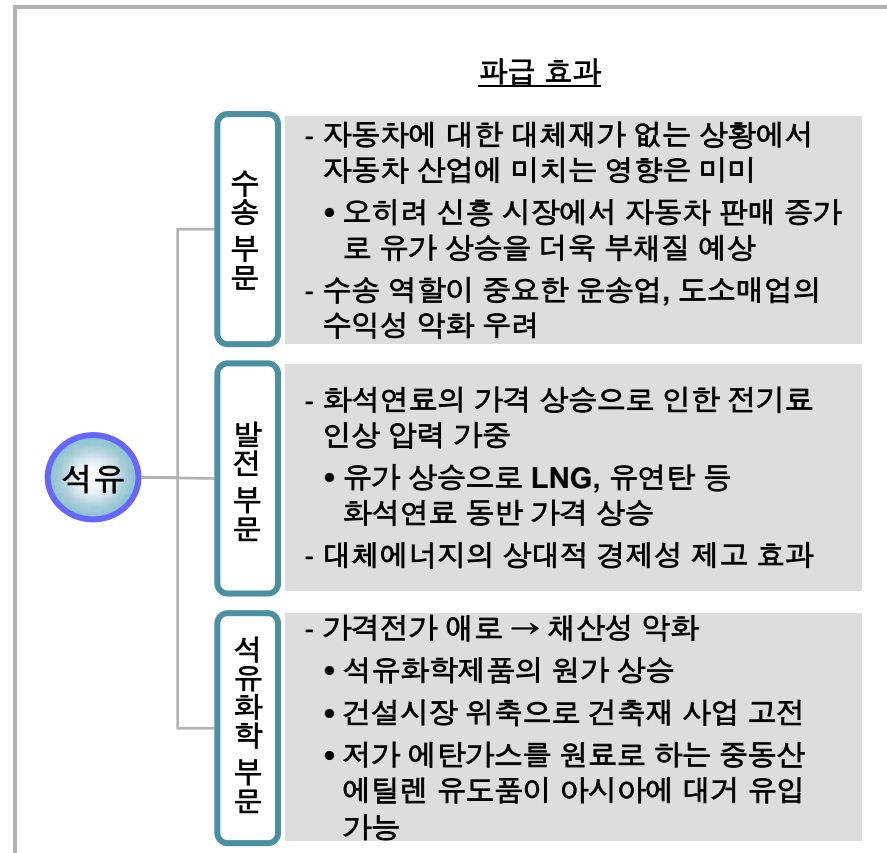 파급 효과
수송 부문
- 자동차에 대한 대체재가 없는 상황에서
자동차 산업에 미치는 영향은 미미
• 오히려 신흥 시장에서 자동차 판매 증가
로 유가 상승을 더욱 부채질 예상
- 수송 역할이 중요한 운송업, 도소매업의
수익성 악화 우려
석유
발전 부문
- 화석연료의 가격 상승으로 인한 전기료
인상 압력 가중
• 유가 상승으로 LNG, 유연탄 등
화석연료 동반 가격 상승
- 대체에너지의 상대적 경제성 제고 효과
석유화학 부문
- 가격전가 애로 → 채산성 악화
• 석유화학제품의 원가 상승
• 건설시장 위축으로 건축재 사업 고전
• 저가 에탄가스를 원료로 하는 중동산
에틸렌 유도품이 아시아에 대거 유입
가능